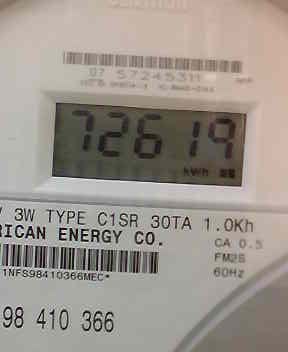 07 57245311
72619
kWh
V 3W TYPE C1SR 30TA 1.0Kh
RICAN ENERGY CO.
CA 0.5
FM2S
60Hz
1NFS98410366MEC*
98 410 366